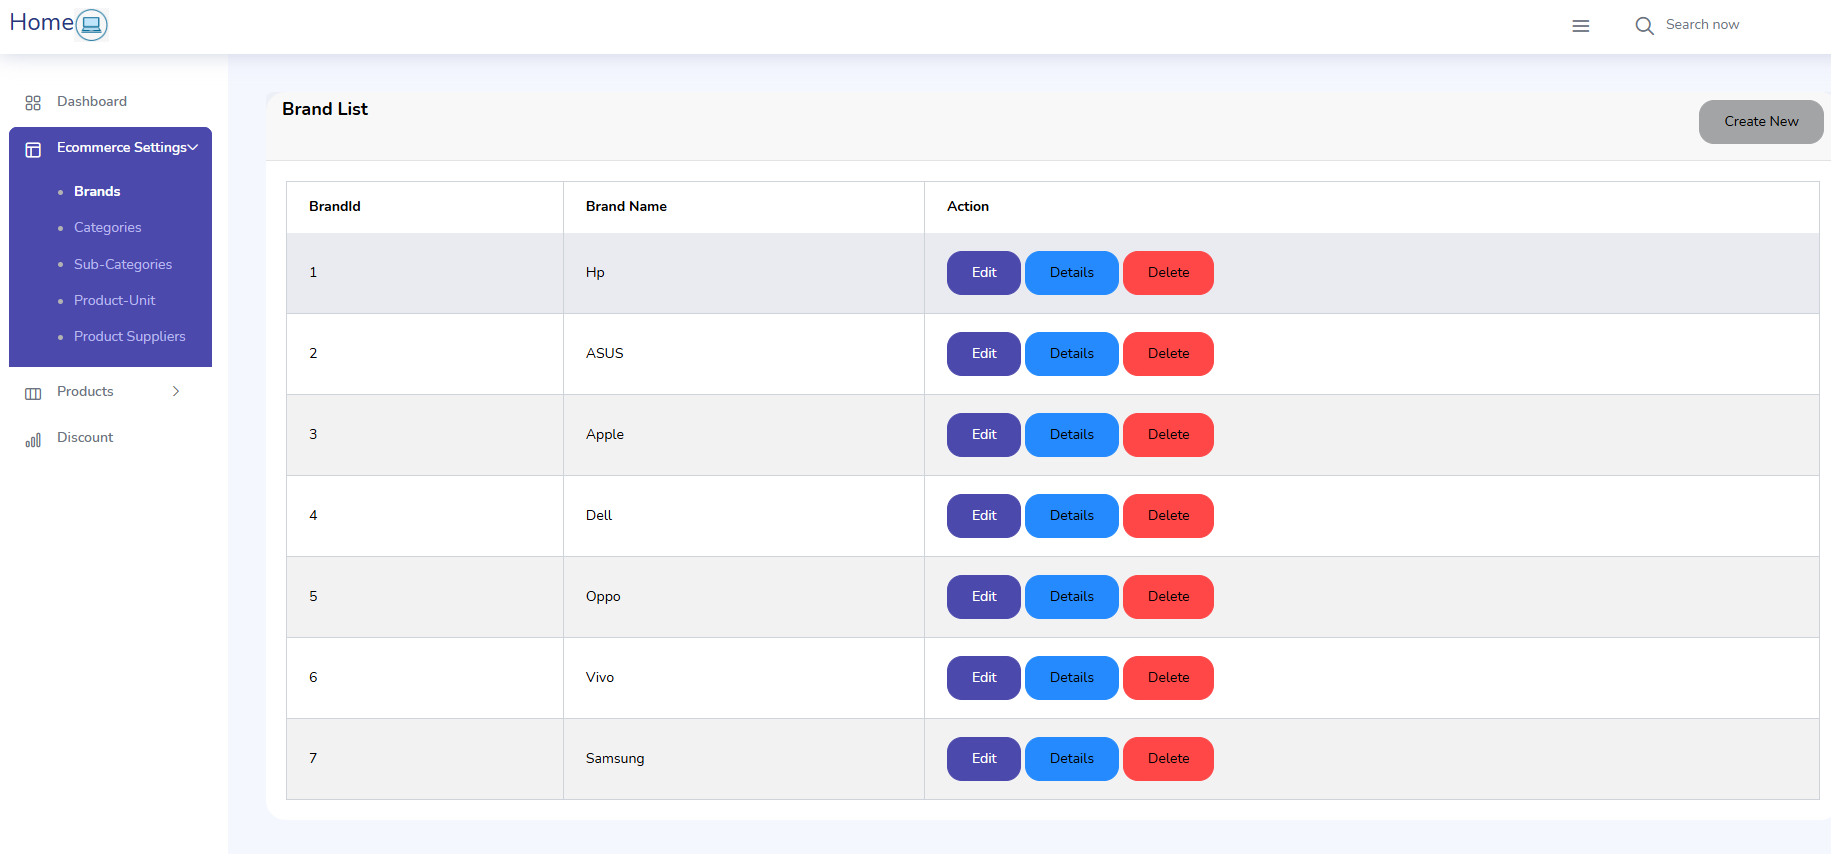 Home
Search now
Dashboard
Ecommerce Settings
Brands
Categories
Sub-Categories
Product-Unit
Product Suppliers
Products
Discount
Brand List
Create New
BrandId Brand Name Action
1 Hp Edit Details Delete
2 ASUS Edit Details Delete
3 Apple Edit Details Delete
4 Dell Edit Details Delete
5 Oppo Edit Details Delete
6 Vivo Edit Details Delete
7 Samsung Edit Details Delete